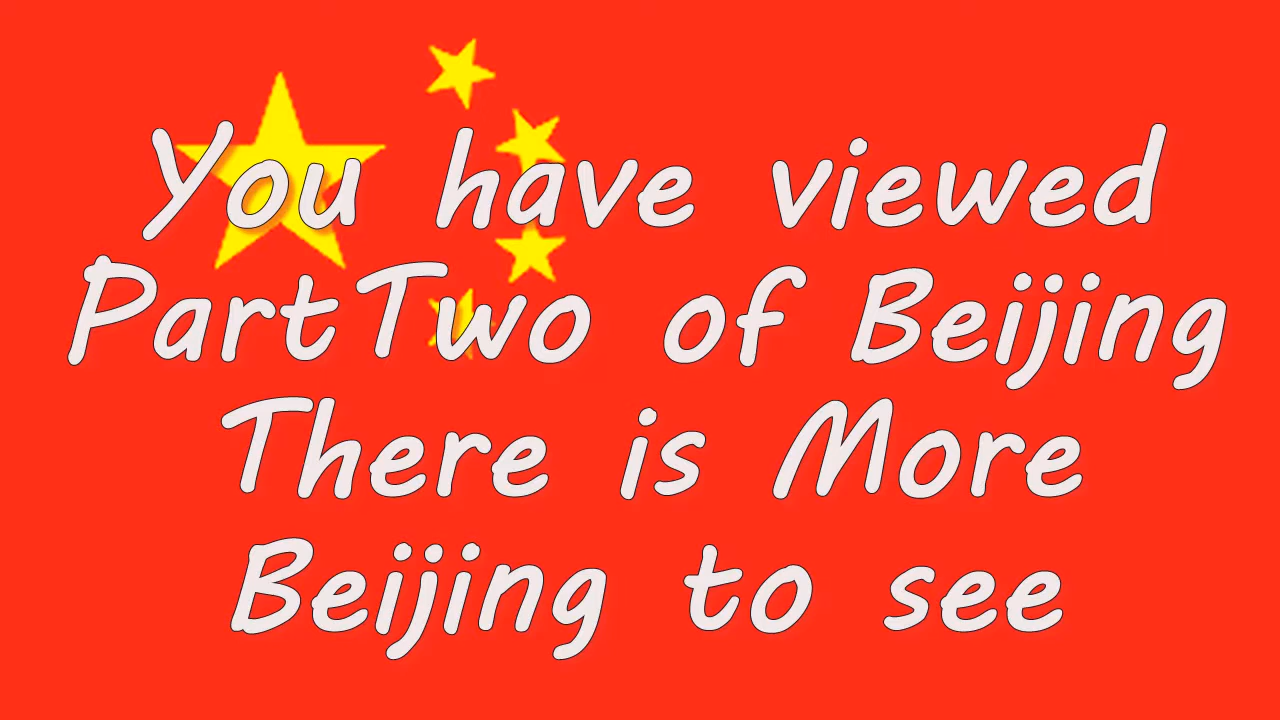 You have viewed
PartTwo of Beijing
There is More
Beijing to see